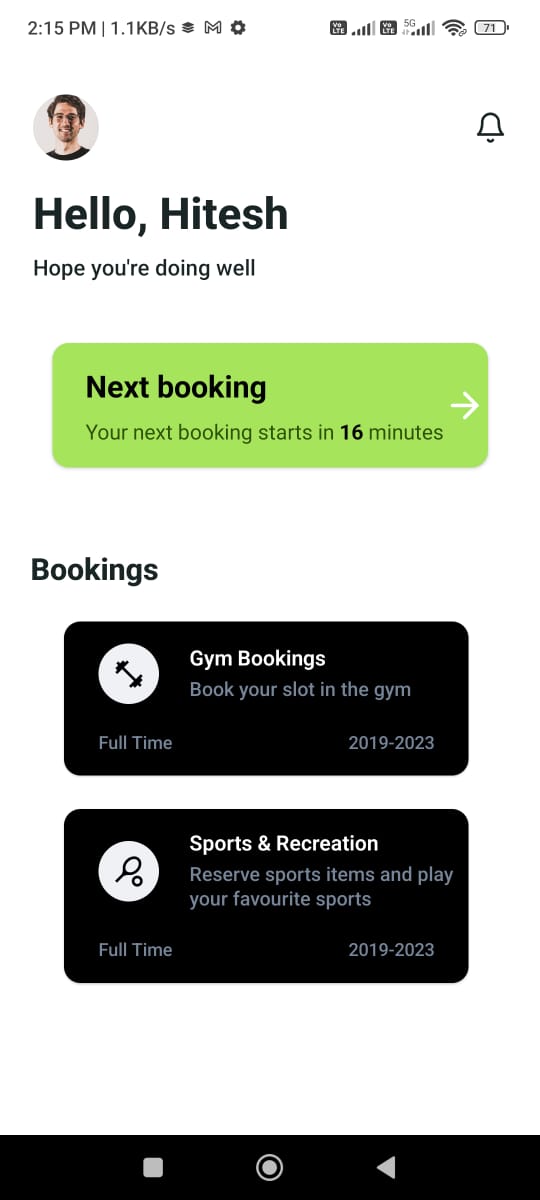 2:15 PM | 1.1KB/s
Vo LTE Vo LTE 5G 71
Hello, Hitesh
Hope you're doing well
Next booking
Your next booking starts in 16 minutes
Bookings
Gym Bookings
Book your slot in the gym
Full Time 2019-2023
Sports & Recreation
Reserve sports items and play
your favourite sports
Full Time 2019-2023